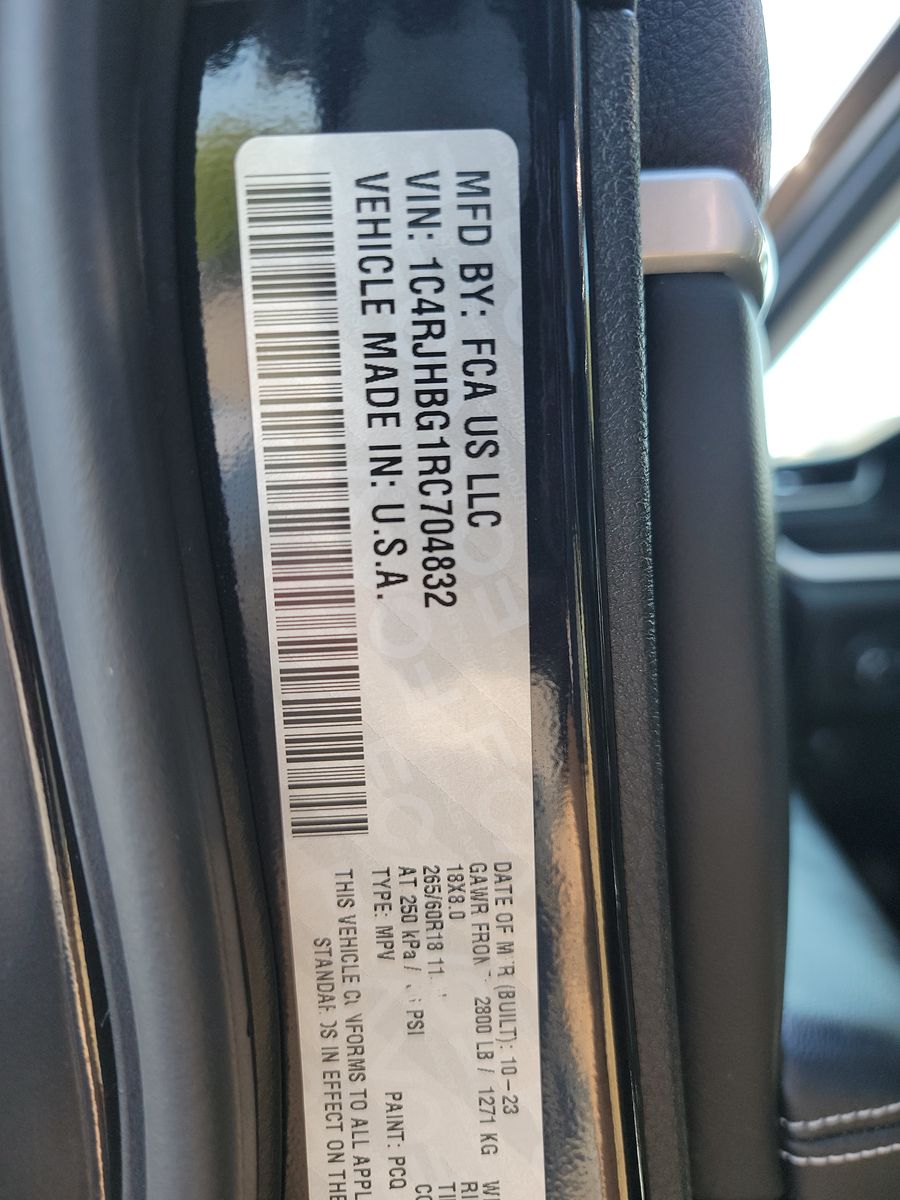 MFD BY: FCA US LLC
VIN: 1C4RJHBG1RC704832
VEHICLE MADE IN: U.S.A.
DATE OF (BUILT): 10-23
GAWR 2800 LB / 1271 KG
18X8.0
265/60R18
AT 250 kPa / PSI
TYPE: MPV PAINT: PCQ
THIS VEHICLE TO ALL
IN EFFECT ON THE